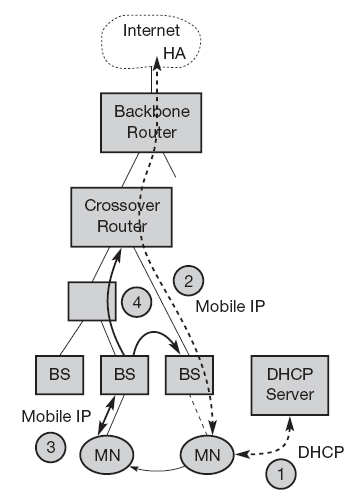 Internet
HA
Backbone
Router
Crossover
Router
2
4
Mobile IP
BS
BS
BS
DHCP
Server
Mobile IP
3
MN
MN
DHCP
1